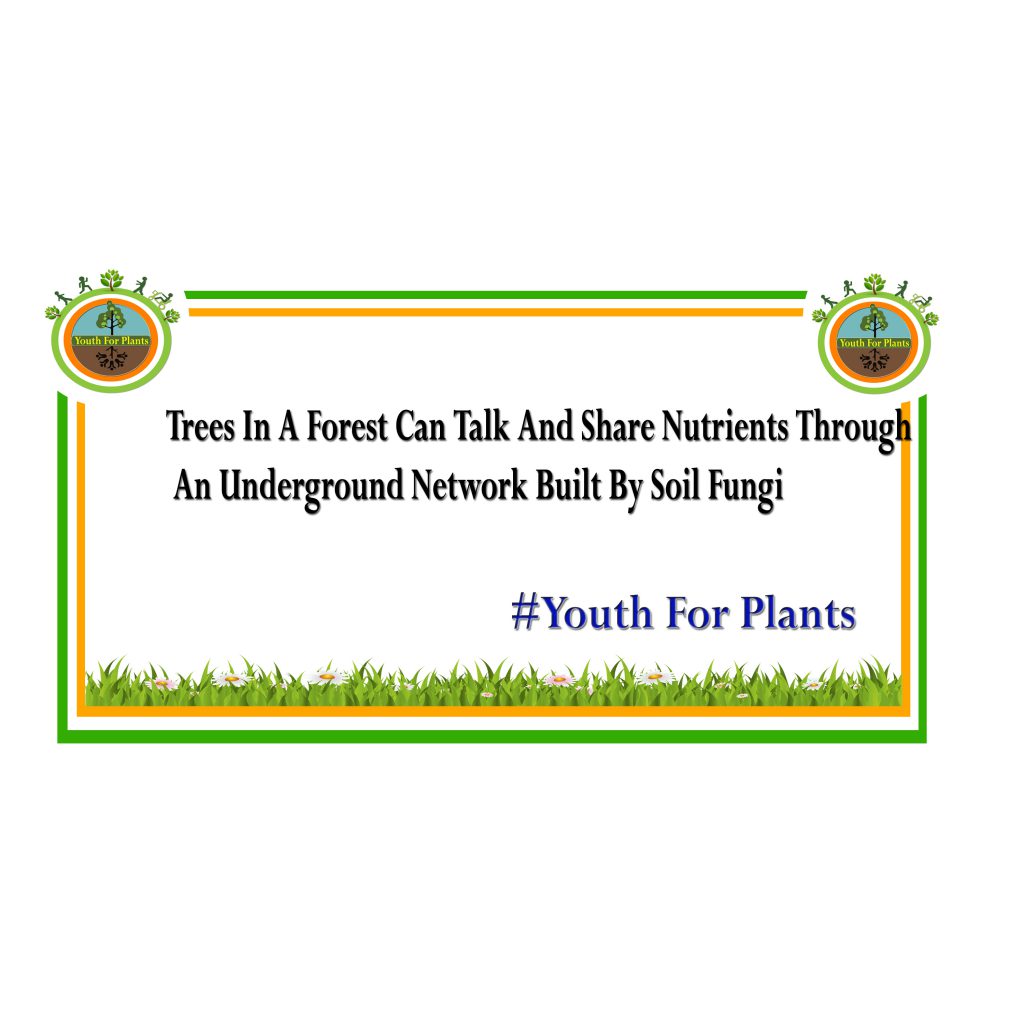 Youth For Plants
Youth For Plants
Trees In A Forest Can Talk And Share Nutrients Through
An Underground Network Built By Soil Fungi
#Youth For Plants